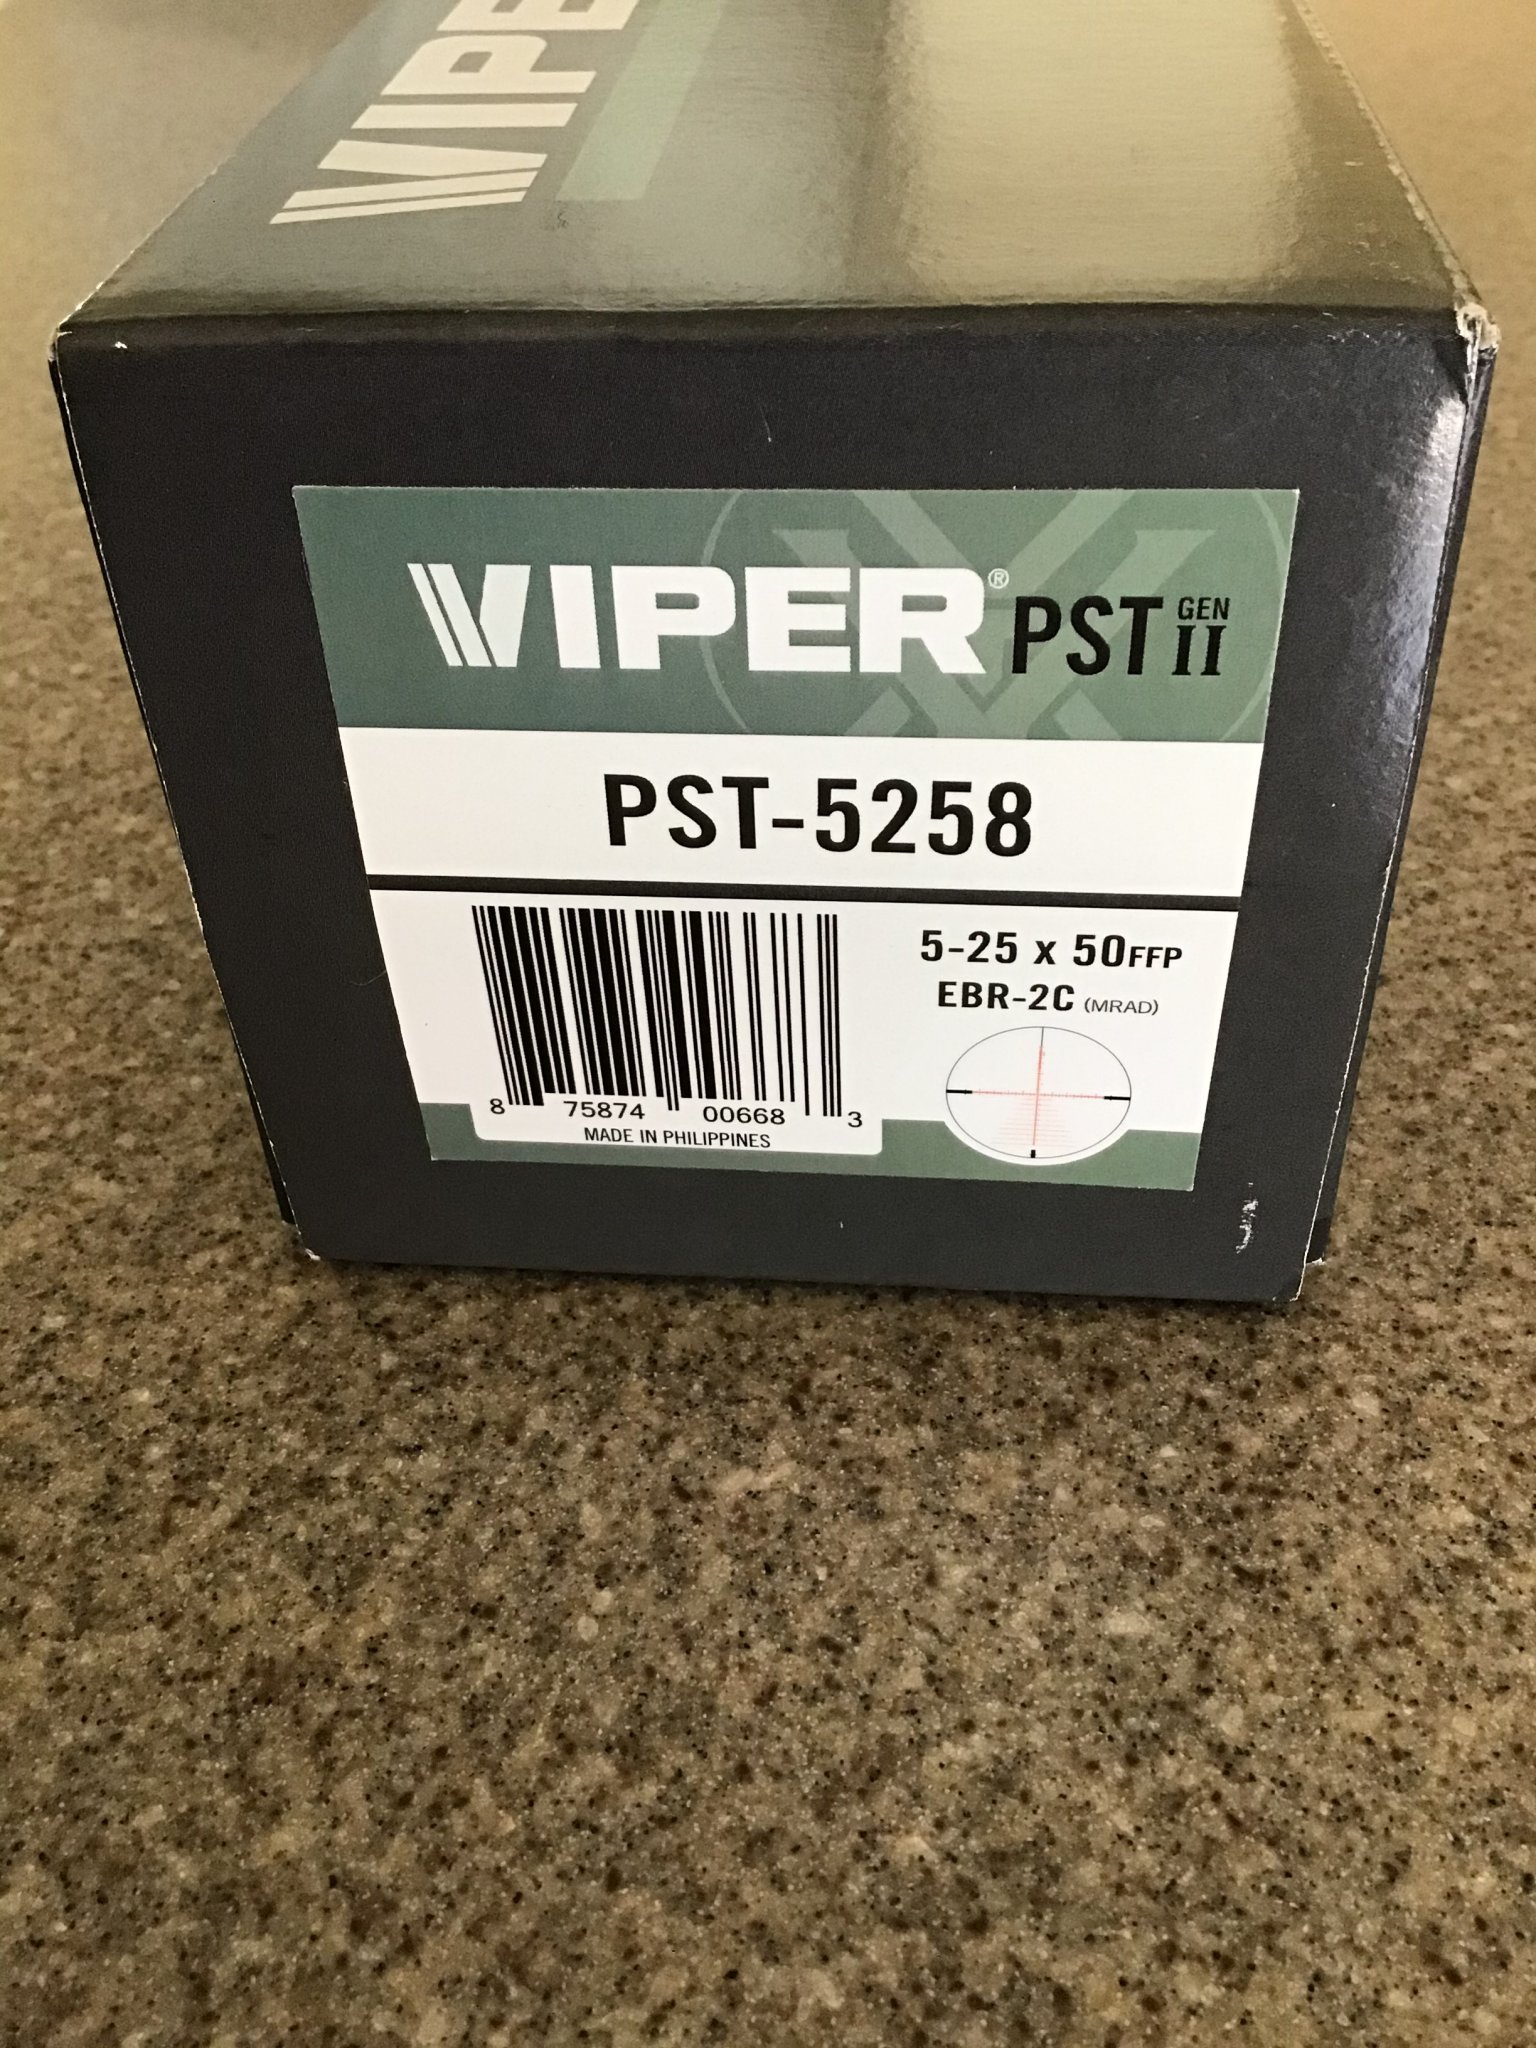 VIPE
VIPER® PST GEN II
PST-5258
5-25 x 50FFP
EBR-2C (MRAD)
8 75874 00668 3
MADE IN PHILIPPINES